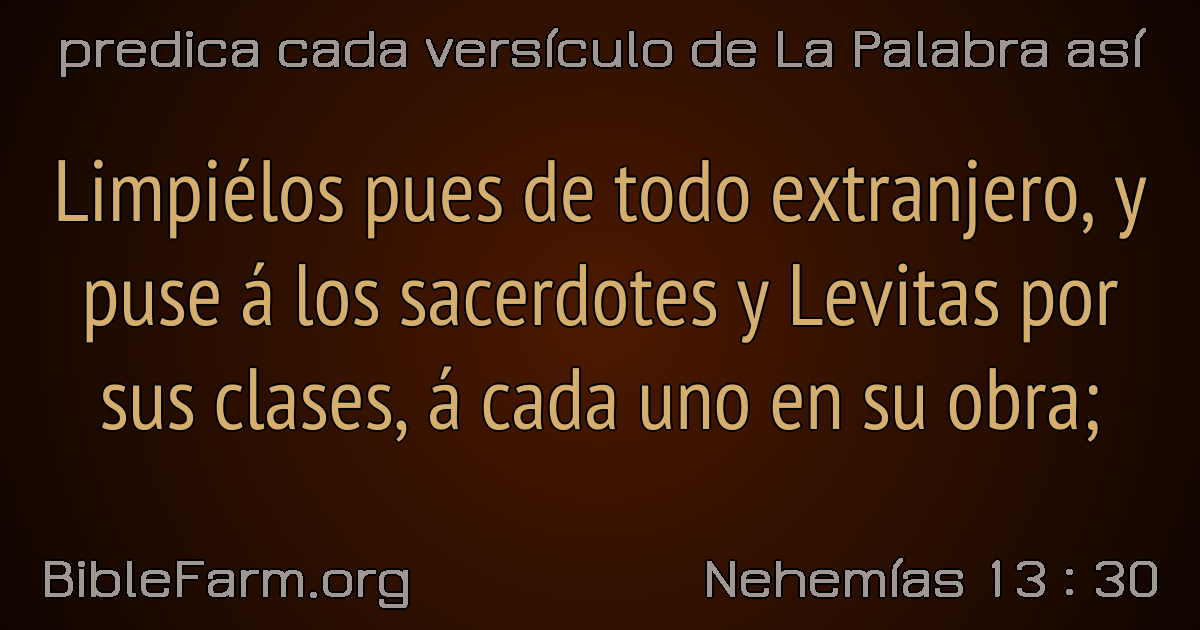 predica cada versículo de La Palabra así
Limpiélos pues de todo extranjero, y
puse á los sacerdotes y Levitas por
sus clases, á cada uno en su obra;
BibleFarm.org
Nehemías 13 : 30